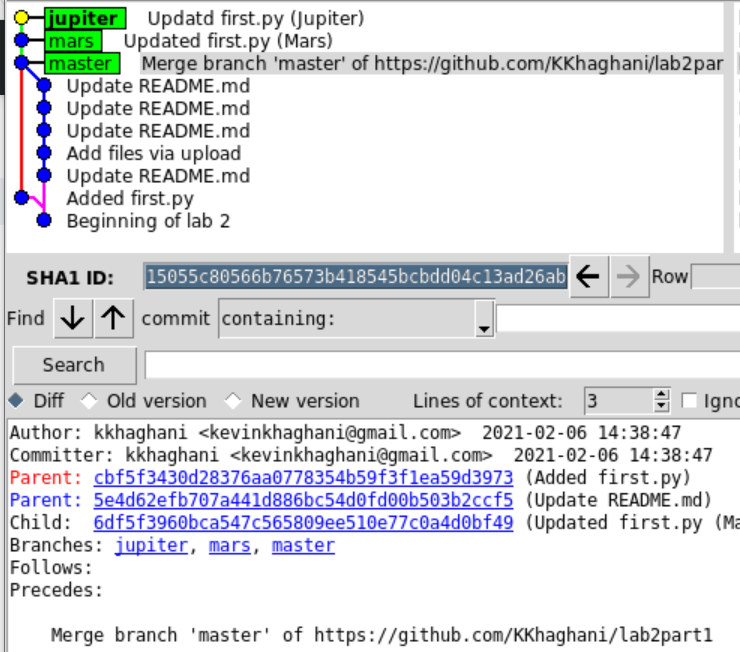 jupiter Updatd first.py (Jupiter)
mars Updated first.py (Mars)
master Merge branch 'master' of https://github.com/KKhaghani/lab2par
Update README.md
Update README.md
Update README.md
Add files via upload
Update README.md
Added first.py
Beginning of lab 2
SHA1 ID: 15055c80566b76573b418545bcbdd04c13ad26ab Row
Find commit containing:
Search
Diff Old version New version Lines of context: 3 Igno
Author: kkhaghani <kevinkhaghani@gmail.com> 2021-02-06 14:38:47
Committer: kkhaghani <kevinkhaghani@gmail.com> 2021-02-06 14:38:47
Parent: cbf5f3430d28376aa0778354b59f3f1ea59d3973 (Added first.py)
Parent: 5e4d62efb707a441d886bc54d0fd00b503b2ccf5 (Update README.md)
Child: 6df5f3960bca547c565809ee510e77c0a4d0bf49 (Updated first.py (Ma
Branches: jupiter, mars, master
Follows:
Precedes:
Merge branch 'master' of https://github.com/KKhaghani/lab2part1